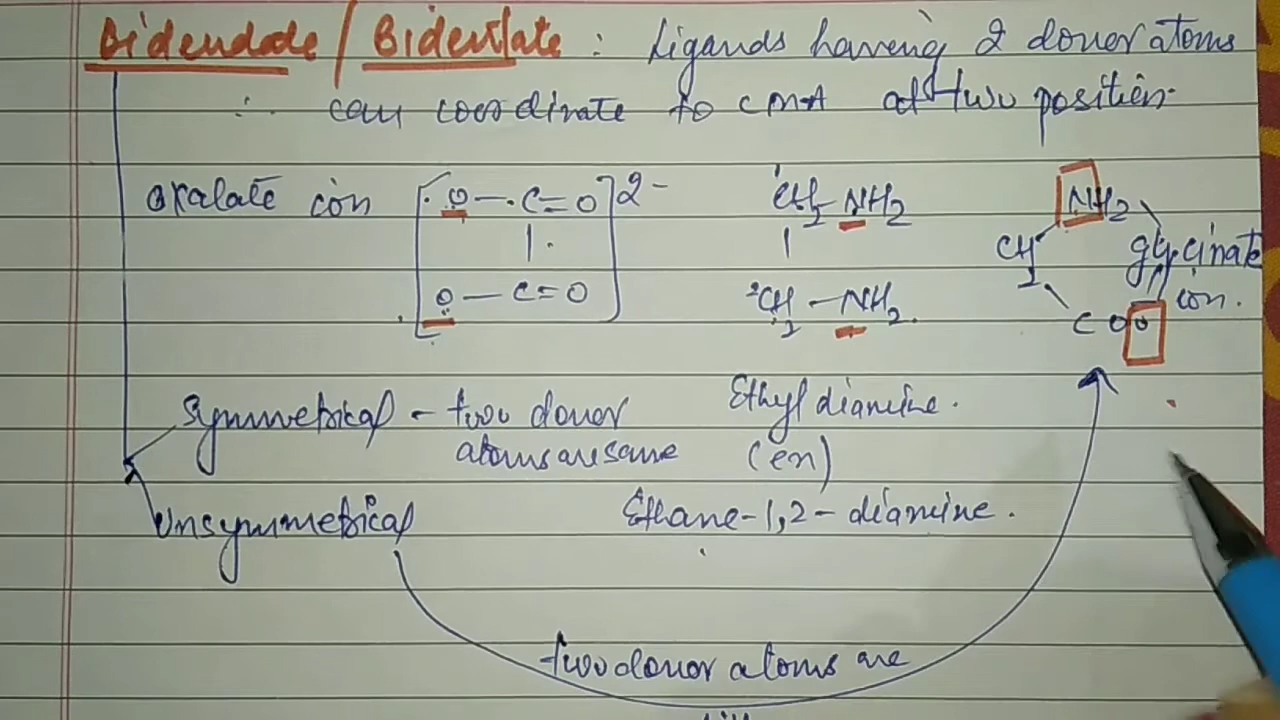 Didendade / Bidentate : Ligands having 2 donor atoms
∴ can coordinate to CMA at two position.
oxalate ion [:O—C=O]2-
|
O—C=O
CH2—NH2
|
CH2—NH2
NH2
CH2
COO
glycinate
ion.
Symmetrical - two donor
atoms are same
Ethyl diamine.
(en)
Unsymmetrical
Ethane-1,2-diamine.
two donor atoms are